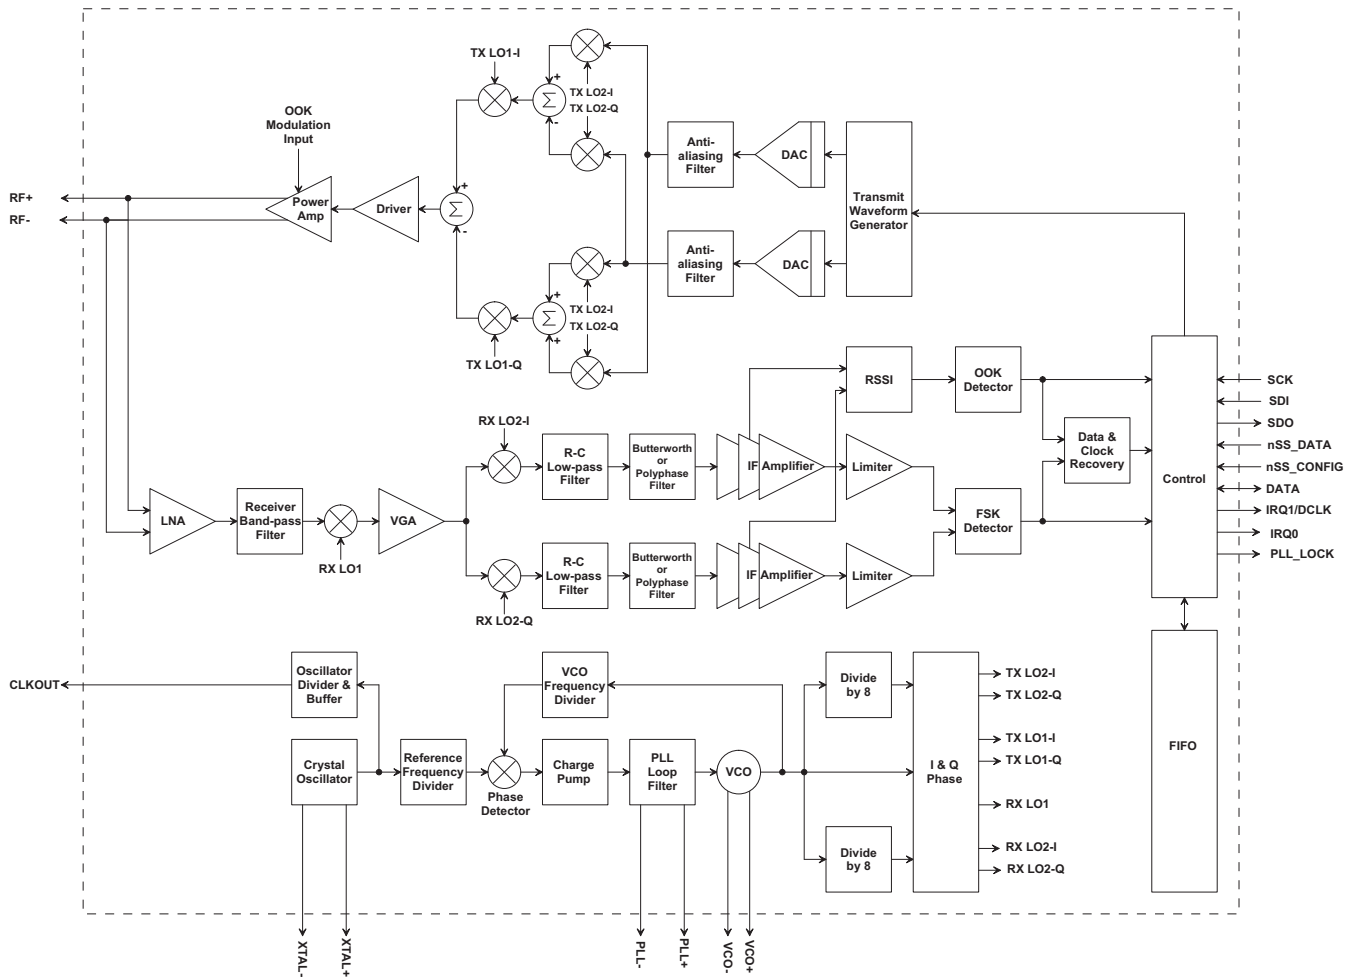 TX LO1-I
+
Σ
-
TX LO2-I
TX LO2-Q
OOK
Modulation
Input
Anti-
aliasing
Filter
DAC
Transmit
Waveform
Generator
RF+
RF-
Power
Amp
Driver
+
Σ
-
Anti-
aliasing
Filter
DAC
+
Σ
+
TX LO2-I
TX LO2-Q
TX LO1-Q
RSSI
OOK
Detector
SCK
SDI
SDO
nSS_DATA
nSS_CONFIG
DATA
IRQ1/DCLK
IRQ0
PLL_LOCK
Control
Data &
Clock
Recovery
RX LO2-I
R-C
Low-pass
Filter
Butterworth
or
Polyphase
Filter
IF Amplifier
Limiter
LNA
Receiver
Band-pass
Filter
RX LO1
VGA
FSK
Detector
R-C
Low-pass
Filter
Butterworth
or
Polyphase
Filter
IF Amplifier
Limiter
RX LO2-Q
CLKOUT
Oscillator
Divider &
Buffer
VCO
Frequency
Divider
Divide
by 8
TX LO2-I
TX LO2-Q
TX LO1-I
TX LO1-Q
RX LO1
RX LO2-I
RX LO2-Q
I & Q
Phase
FIFO
Crystal
Oscillator
Reference
Frequency
Divider
Phase
Detector
Charge
Pump
PLL
Loop
Filter
VCO
Divide
by 8
XTAL-
XTAL+
PLL-
PLL+
VCO-
VCO+